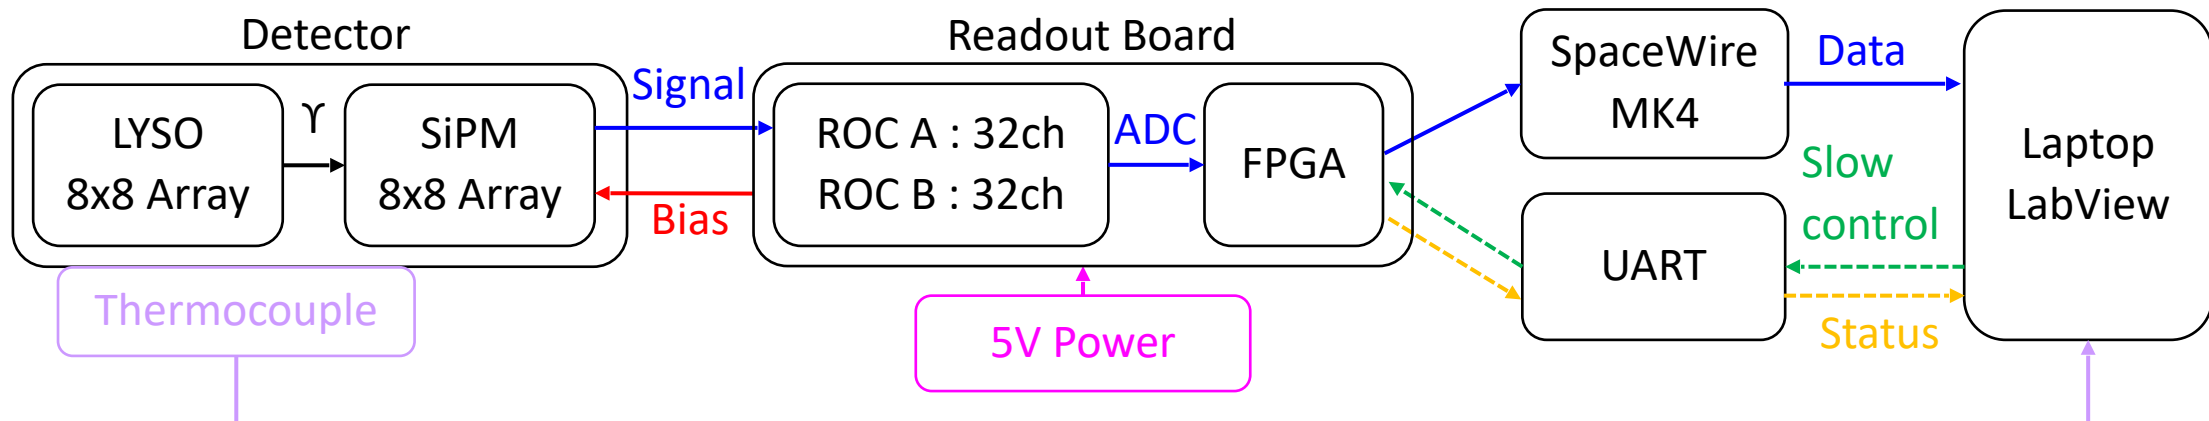 Detector
LYSO
8x8 Array
ϒ
SiPM
8x8 Array
Signal
Bias
Readout Board
ROC A : 32ch
ROC B : 32ch
ADC
FPGA
SpaceWire
MK4
Data
Slow
control
UART
Status
Laptop
LabView
Thermocouple
5V Power